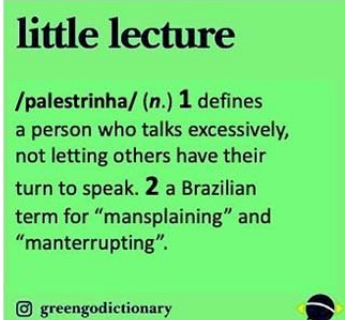 little lecture
/palestrinha/ (n.) 1 defines
a person who talks excessively,
not letting others have their
turn to speak. 2 a Brazilian
term for “mansplaining” and
“manterrupting”.
greengodictionary